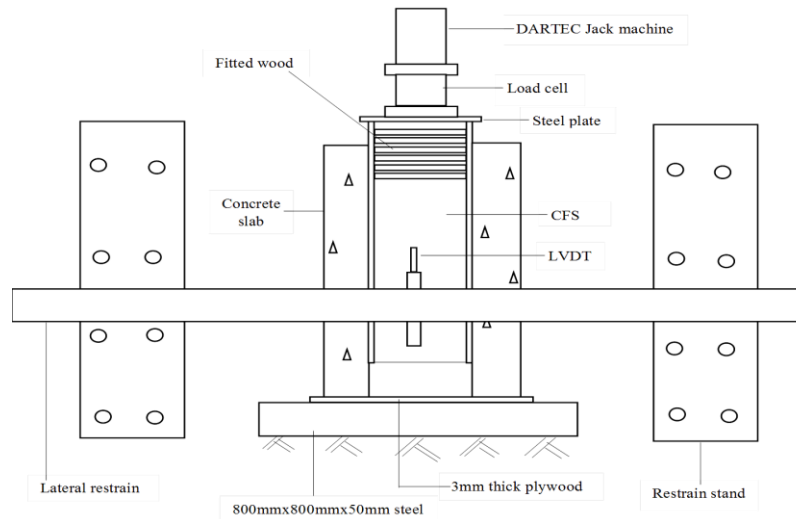 DARTEC Jack machine
Fitted wood
Load cell
Steel plate
Concrete
slab
CFS
LVDT
Lateral restrain
3mm thick plywood
Restrain stand
800mmx800mmx50mm steel